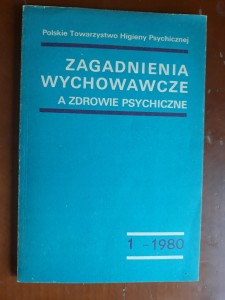 Polskie Towarzystwo Higieny Psychicznej
ZAGADNIENIA
WYCHOWAWCZE
A ZDROWIE PSYCHICZNE
1 – 1980